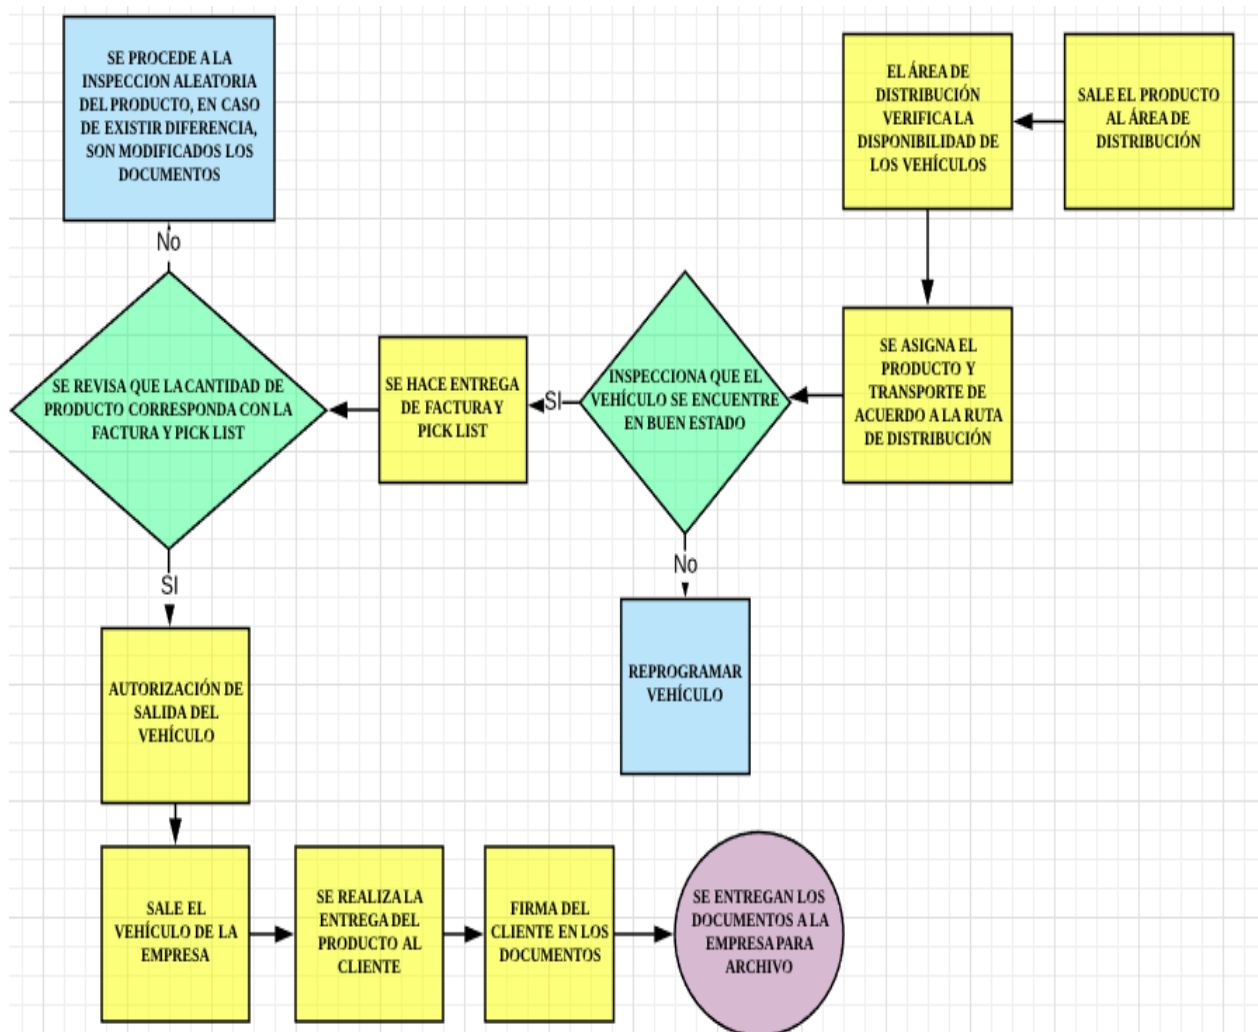 SE PROCEDE A LA
INSPECCION ALEATORIA
DEL PRODUCTO, EN CASO
DE EXISTIR DIFERENCIA,
SON MODIFICADOS LOS
DOCUMENTOS
EL ÁREA DE
DISTRIBUCIÓN
VERIFICA LA
DISPONIBILIDAD DE
LOS VEHÍCULOS
SALE EL PRODUCTO
AL ÁREA DE
DISTRIBUCIÓN
No
SE REVISA QUE LA CANTIDAD DE
PRODUCTO CORRESPONDA CON LA
FACTURA Y PICK LIST
SE HACE ENTREGA
DE FACTURA Y
PICK LIST
SI
INSPECCIONA QUE EL
VEHÍCULO SE ENCUENTRE
EN BUEN ESTADO
SE ASIGNA EL
PRODUCTO Y
TRANSPORTE DE
ACUERDO A LA RUTA
DE DISTRIBUCIÓN
SI
No
AUTORIZACIÓN DE
SALIDA DEL
VEHÍCULO
REPROGRAMAR
VEHÍCULO
SALE EL
VEHÍCULO DE LA
EMPRESA
SE REALIZA LA
ENTREGA DEL
PRODUCTO AL
CLIENTE
FIRMA DEL
CLIENTE EN LOS
DOCUMENTOS
SE ENTREGAN LOS
DOCUMENTOS A LA
EMPRESA PARA
ARCHIVO